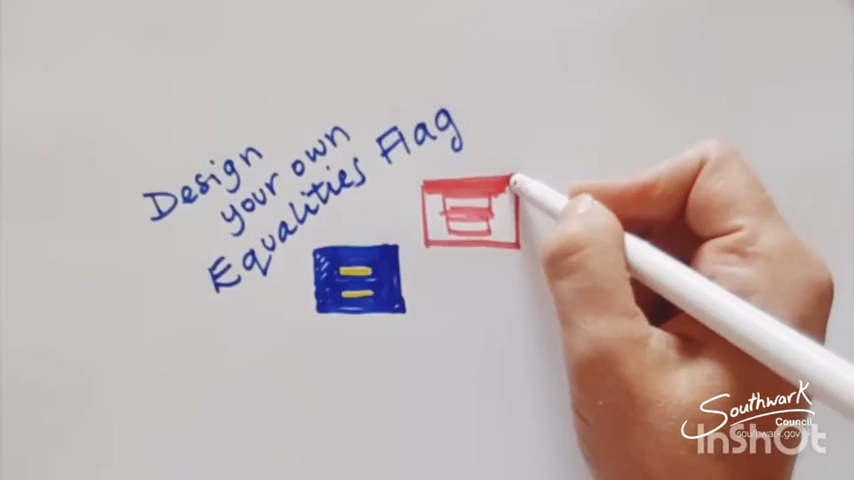 Design
your own
Equalities Flag
Southwark
Council
southwark.gov.uk
InShOt